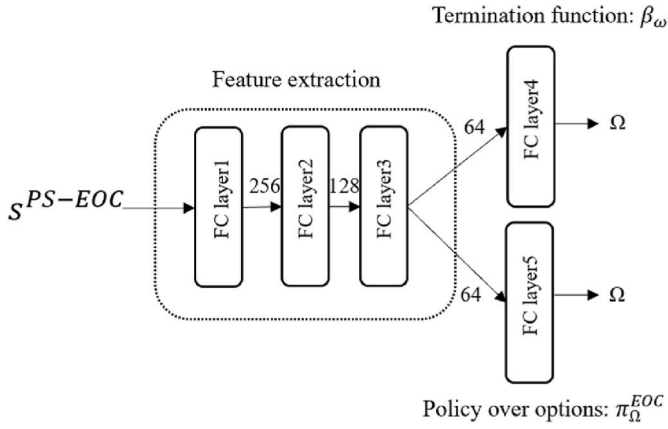 Termination function: β_ω
Feature extraction
S^{PS−EOC}
FC layer1
256
FC layer2
128
FC layer3
64
FC layer4
Ω
64
FC layer5
Ω
Policy over options: π_Ω^{EOC}